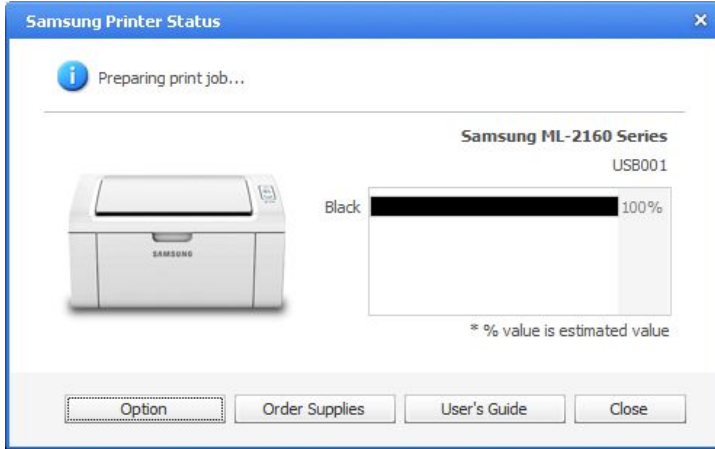 Samsung Printer Status
Preparing print job...
Samsung ML-2160 Series
USB001
Black 100%
SAMSUNG
* % value is estimated value
Option Order Supplies User's Guide Close